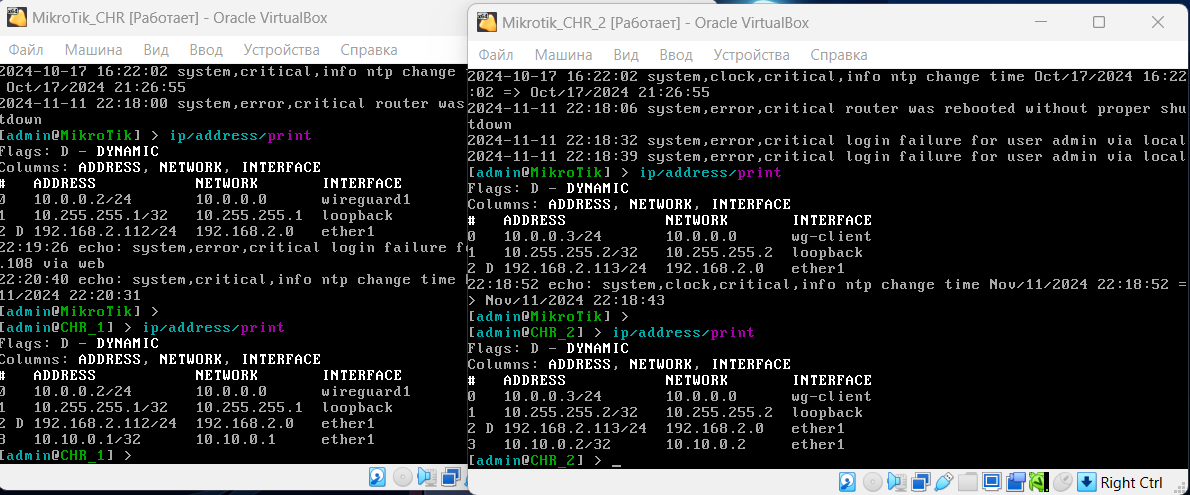 MikroTik_CHR [Работает] - Oracle VirtualBox
Файл Машина Вид Ввод Устройства Справка
2024-10-17 16:22:02 system,critical,info ntp change
Oct/17/2024 21:26:55
2024-11-11 22:18:00 system,error,critical router was
tdown
[admin@MikroTik] > ip/address/print
Flags: D - DYNAMIC
Columns: ADDRESS, NETWORK, INTERFACE
# ADDRESS NETWORK INTERFACE
0 10.0.0.2/24 10.0.0.0 wireguard1
1 10.255.255.1/32 10.255.255.1 loopback
2 D 192.168.2.112/24 192.168.2.0 ether1
22:19:26 echo: system,error,critical login failure f
.108 via web
22:20:40 echo: system,critical,info ntp change time
11/2024 22:20:31
[admin@MikroTik] >
[admin@CHR_1] > ip/address/print
Flags: D - DYNAMIC
Columns: ADDRESS, NETWORK, INTERFACE
# ADDRESS NETWORK INTERFACE
0 10.0.0.2/24 10.0.0.0 wireguard1
1 10.255.255.1/32 10.255.255.1 loopback
2 D 192.168.2.112/24 192.168.2.0 ether1
3 10.10.0.1/32 10.10.0.1 ether1
[admin@CHR_1] >
Mikrotik_CHR_2 [Работает] - Oracle VirtualBox
Файл Машина Вид Ввод Устройства Справка
2024-10-17 16:22:02 system,clock,critical,info ntp change time Oct/17/2024 16:22
:02 => Oct/17/2024 21:26:55
2024-11-11 22:18:06 system,error,critical router was rebooted without proper shu
tdown
2024-11-11 22:18:32 system,error,critical login failure for user admin via local
2024-11-11 22:18:39 system,error,critical login failure for user admin via local
[admin@MikroTik] > ip/address/print
Flags: D - DYNAMIC
Columns: ADDRESS, NETWORK, INTERFACE
# ADDRESS NETWORK INTERFACE
0 10.0.0.3/24 10.0.0.0 wg-client
1 10.255.255.2/32 10.255.255.2 loopback
2 D 192.168.2.113/24 192.168.2.0 ether1
22:18:52 echo: system,clock,critical,info ntp change time Nov/11/2024 22:18:52 =
> Nov/11/2024 22:18:43
[admin@MikroTik] >
[admin@CHR_2] > ip/address/print
Flags: D - DYNAMIC
Columns: ADDRESS, NETWORK, INTERFACE
# ADDRESS NETWORK INTERFACE
0 10.0.0.3/24 10.0.0.0 wg-client
1 10.255.255.2/32 10.255.255.2 loopback
2 D 192.168.2.113/24 192.168.2.0 ether1
3 10.10.0.2/32 10.10.0.2 ether1
[admin@CHR_2] > _
Right Ctrl